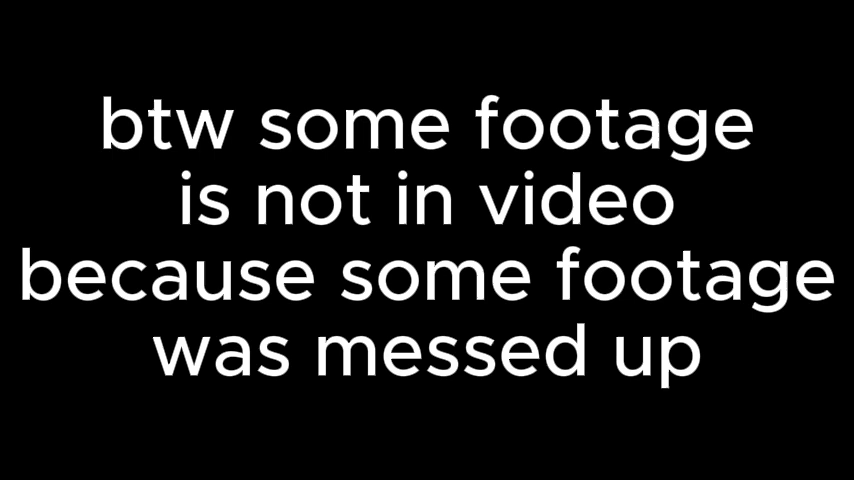 btw some footage
is not in video
because some footage
was messed up